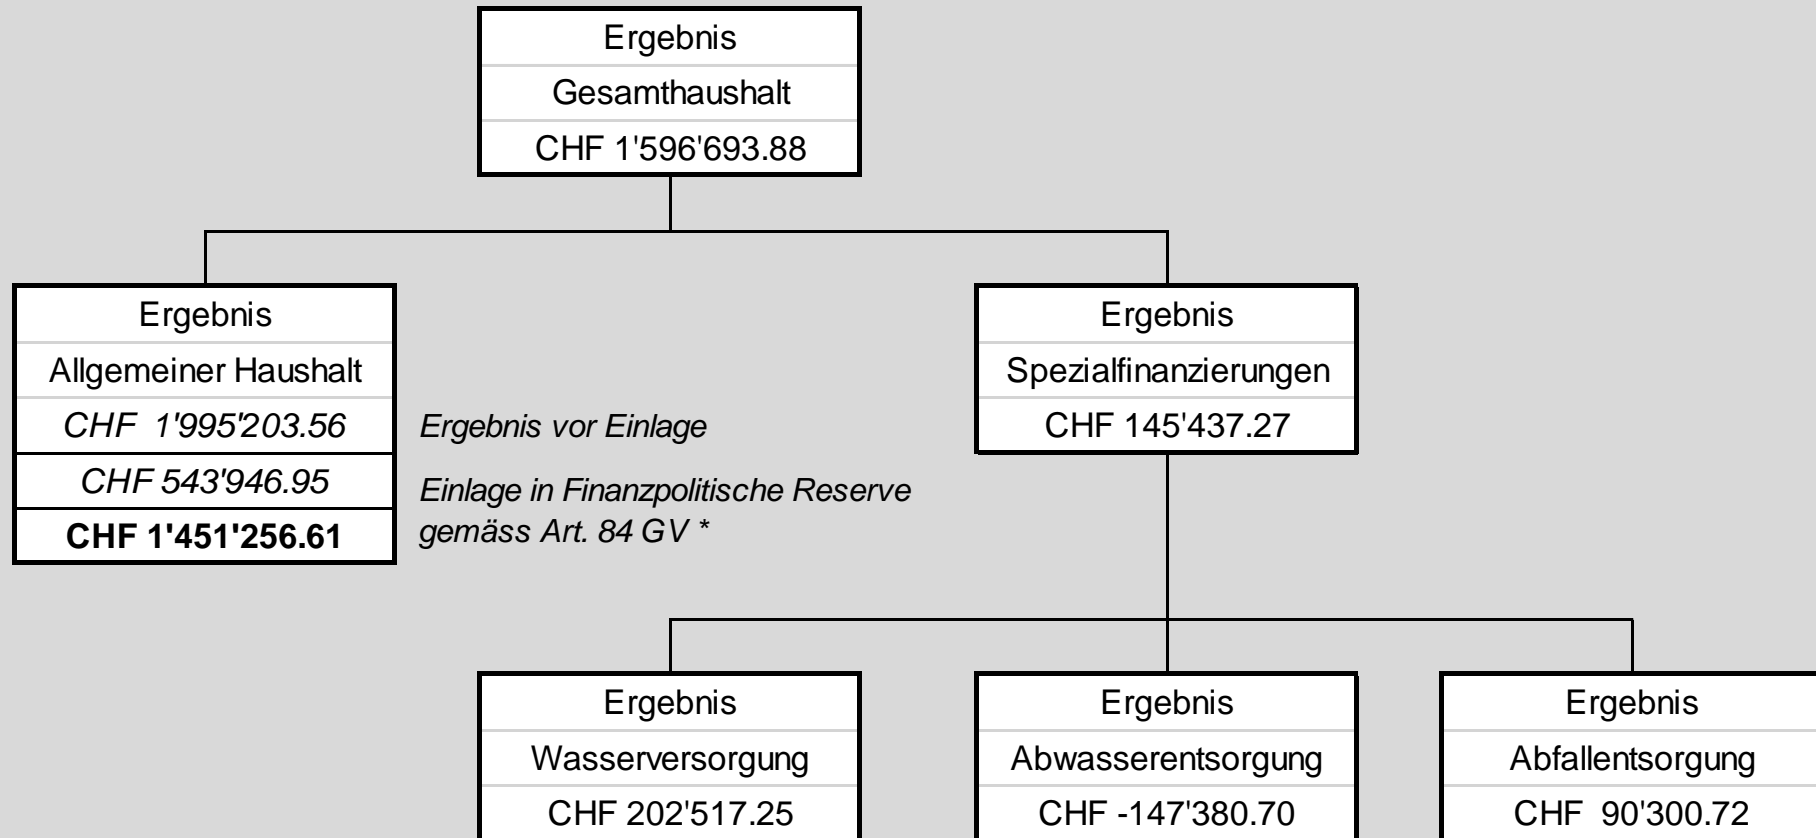 Ergebnis
Gesamthaushalt
CHF 1'596'693.88
Ergebnis
Allgemeiner Haushalt
CHF 1'995'203.56
CHF 543'946.95
CHF 1'451'256.61
Ergebnis vor Einlage
Einlage in Finanzpolitische Reserve
gemäss Art. 84 GV *
Ergebnis
Spezialfinanzierungen
CHF 145'437.27
Ergebnis
Wasserversorgung
CHF 202'517.25
Ergebnis
Abwasserentsorgung
CHF -147'380.70
Ergebnis
Abfallentsorgung
CHF 90'300.72